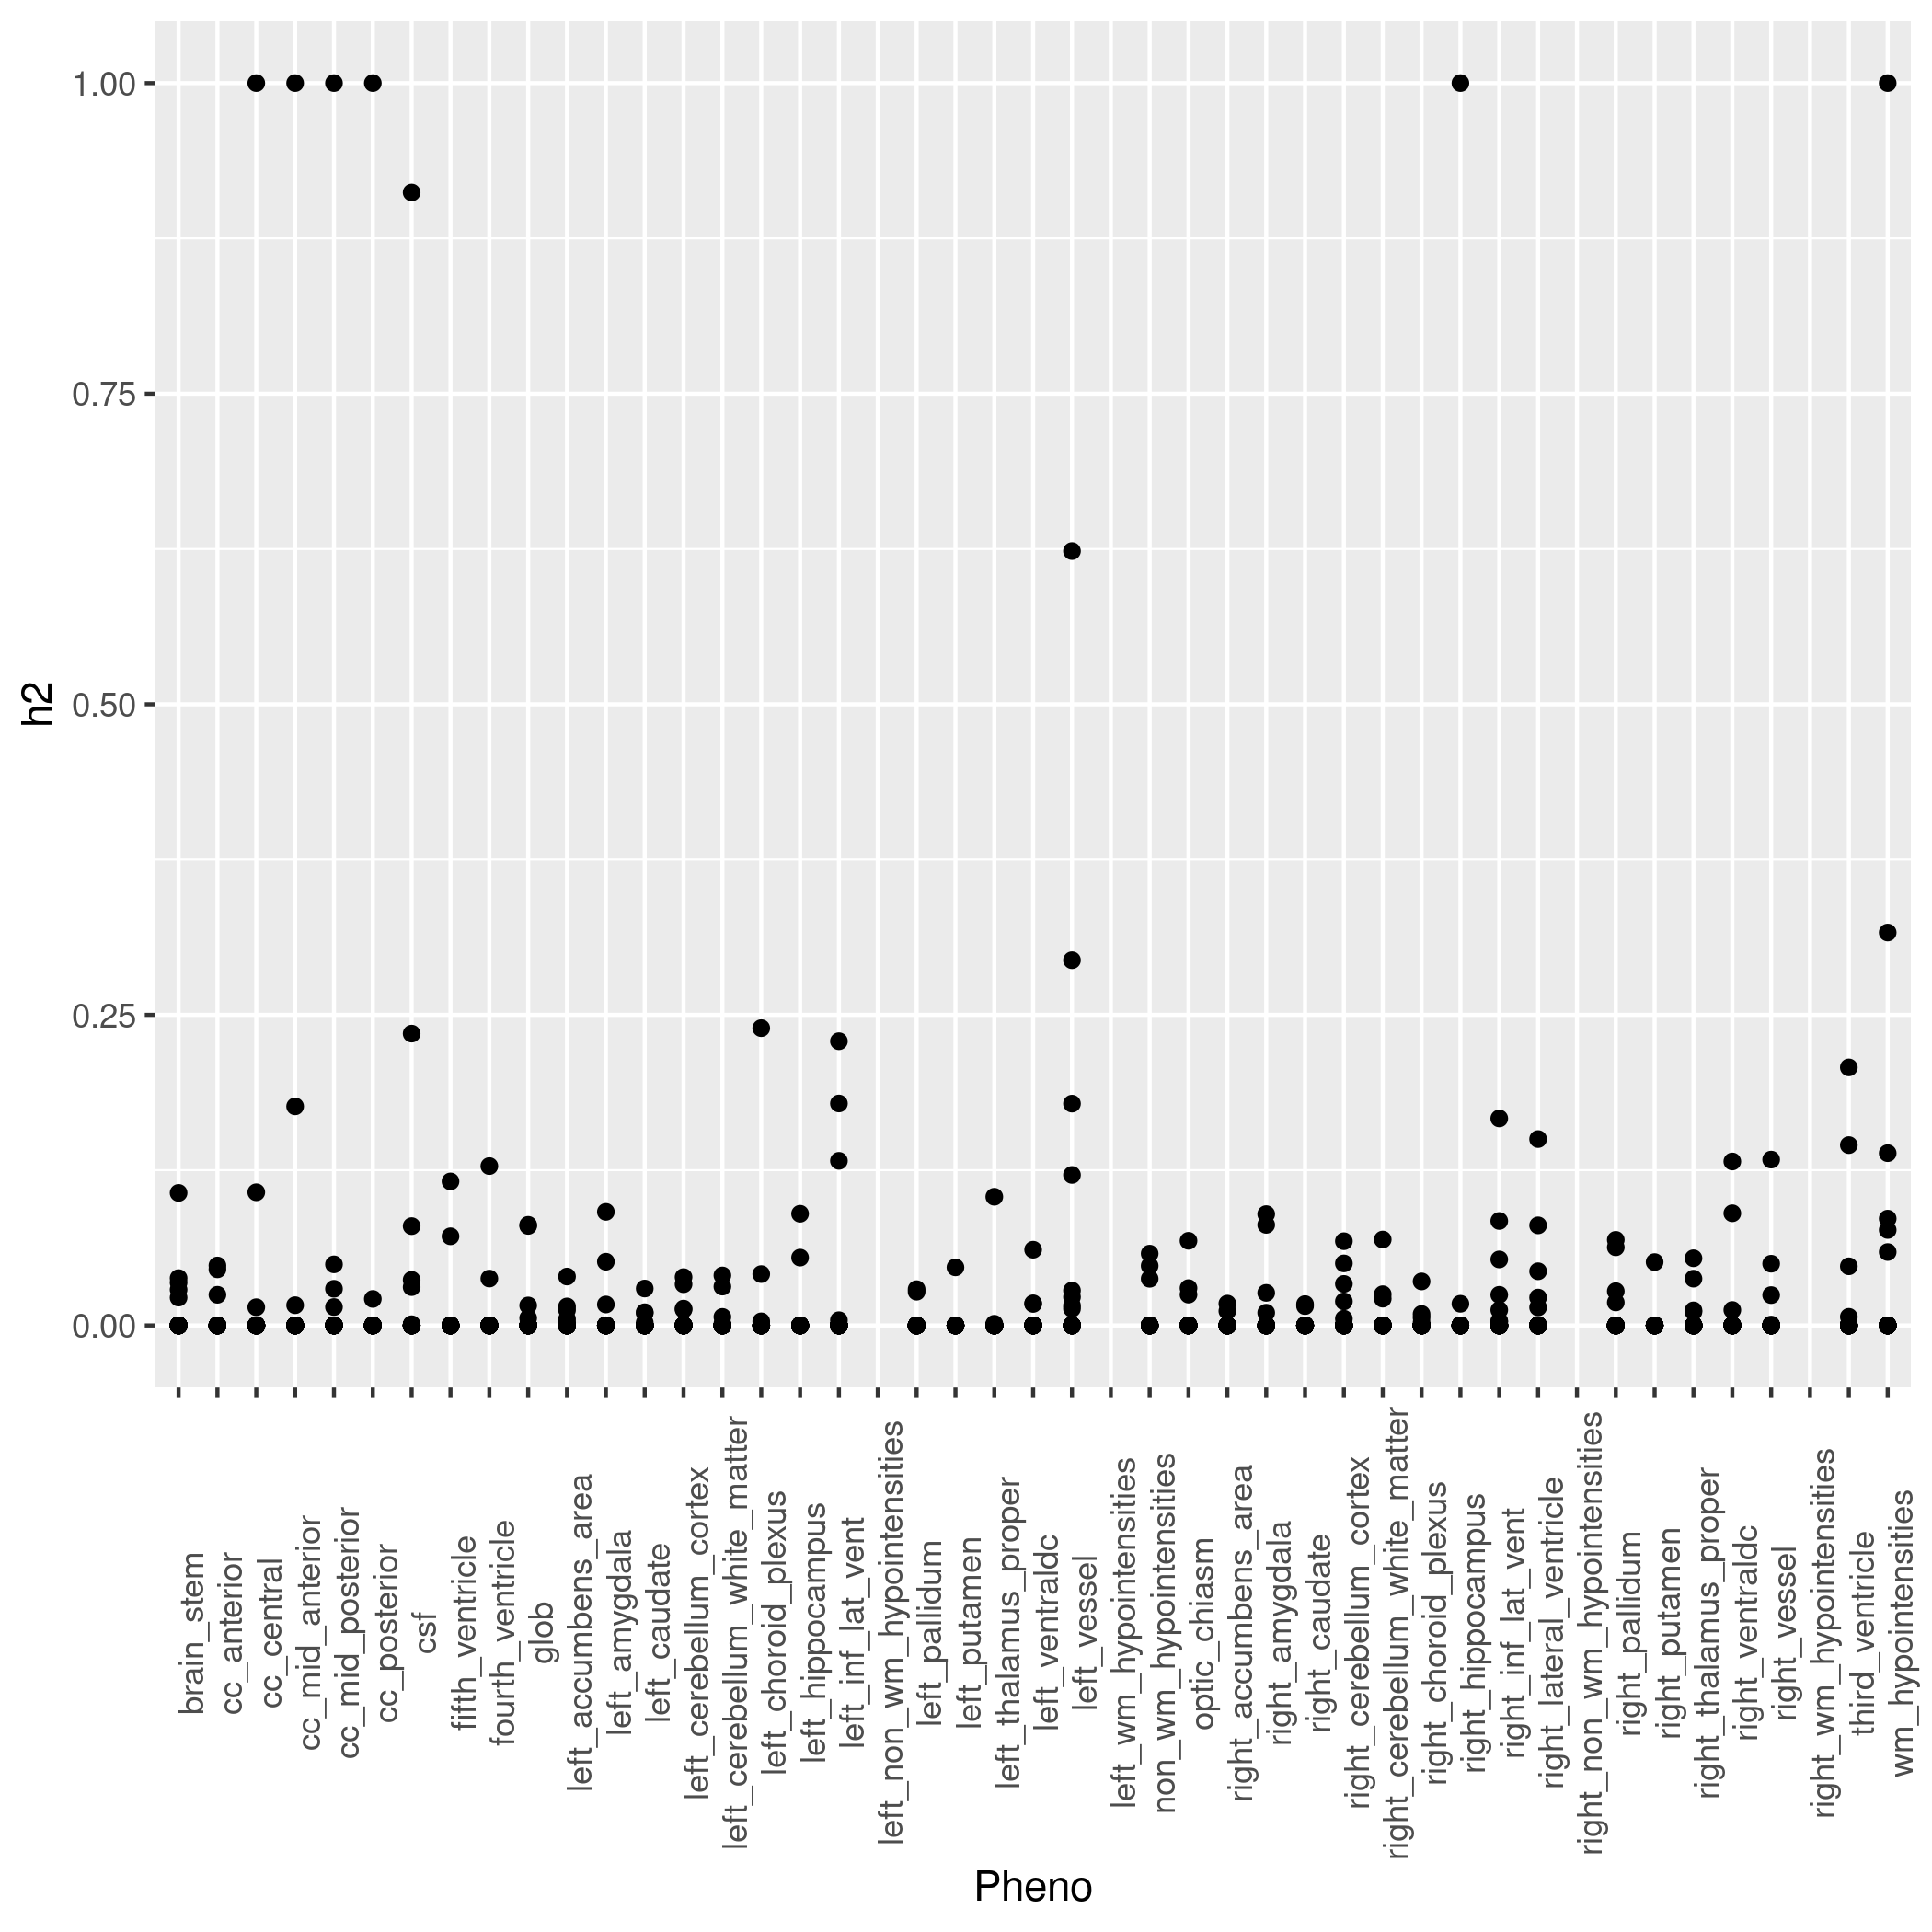 1.00
0.75
0.50
0.25
0.00
h2
brain_stem
cc_anterior
cc_central
cc_mid_anterior
cc_mid_posterior
cc_posterior
csf
fifth_ventricle
fourth_ventricle
glob
left_accumbens_area
left_amygdala
left_caudate
left_cerebellum_cortex
left_cerebellum_white_matter
left_choroid_plexus
left_hippocampus
left_inf_lat_vent
left_non_wm_hypointensities
left_pallidum
left_putamen
left_thalamus_proper
left_ventraldc
left_vessel
left_wm_hypointensities
non_wm_hypointensities
optic_chiasm
right_accumbens_area
right_amygdala
right_caudate
right_cerebellum_cortex
right_cerebellum_white_matter
right_choroid_plexus
right_hippocampus
right_inf_lat_vent
right_lateral_ventricle
right_non_wm_hypointensities
right_pallidum
right_putamen
right_thalamus_proper
right_ventraldc
right_vessel
right_wm_hypointensities
third_ventricle
wm_hypointensities
Pheno